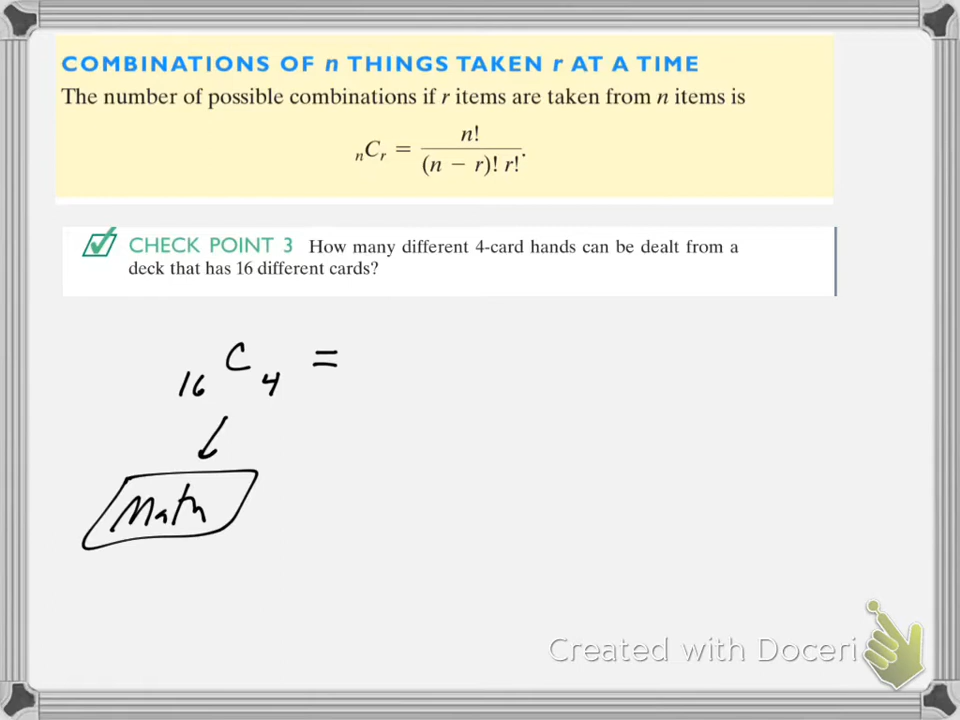 COMBINATIONS OF n THINGS TAKEN r AT A TIME
The number of possible combinations if r items are taken from n items is
nCr = n! / (n − r)! r!.
CHECK POINT 3 How many different 4-card hands can be dealt from a
deck that has 16 different cards?
16 C 4 =
Math
Created with Doceri